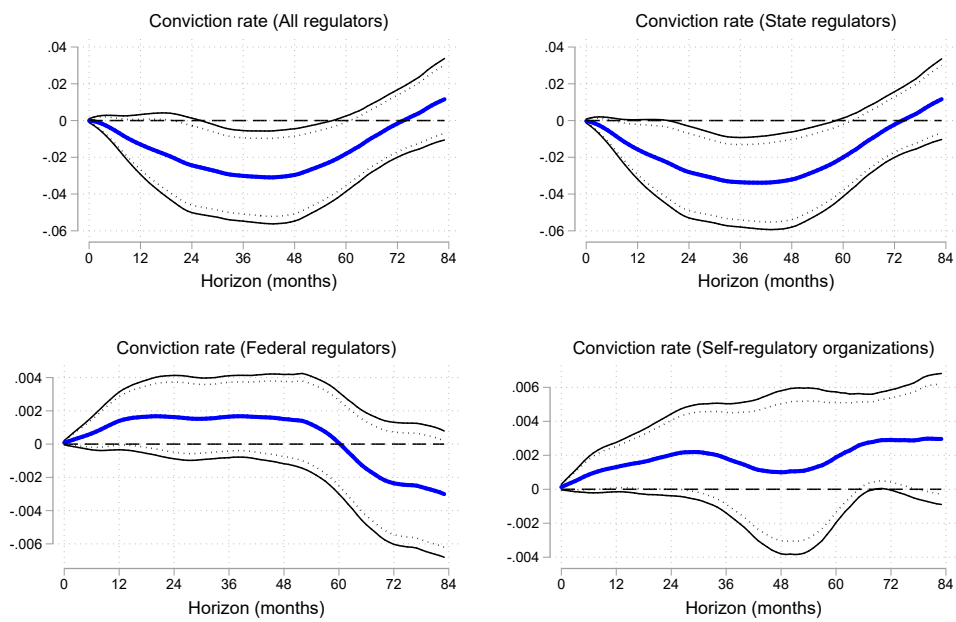 Conviction rate (All regulators)
.04
.02
0
-.02
-.04
-.06
0 12 24 36 48 60 72 84
Horizon (months)
Conviction rate (State regulators)
.04
.02
0
-.02
-.04
-.06
0 12 24 36 48 60 72 84
Horizon (months)
Conviction rate (Federal regulators)
.004
.002
0
-.002
-.004
-.006
0 12 24 36 48 60 72 84
Horizon (months)
Conviction rate (Self-regulatory organizations)
.006
.004
.002
0
-.002
-.004
0 12 24 36 48 60 72 84
Horizon (months)